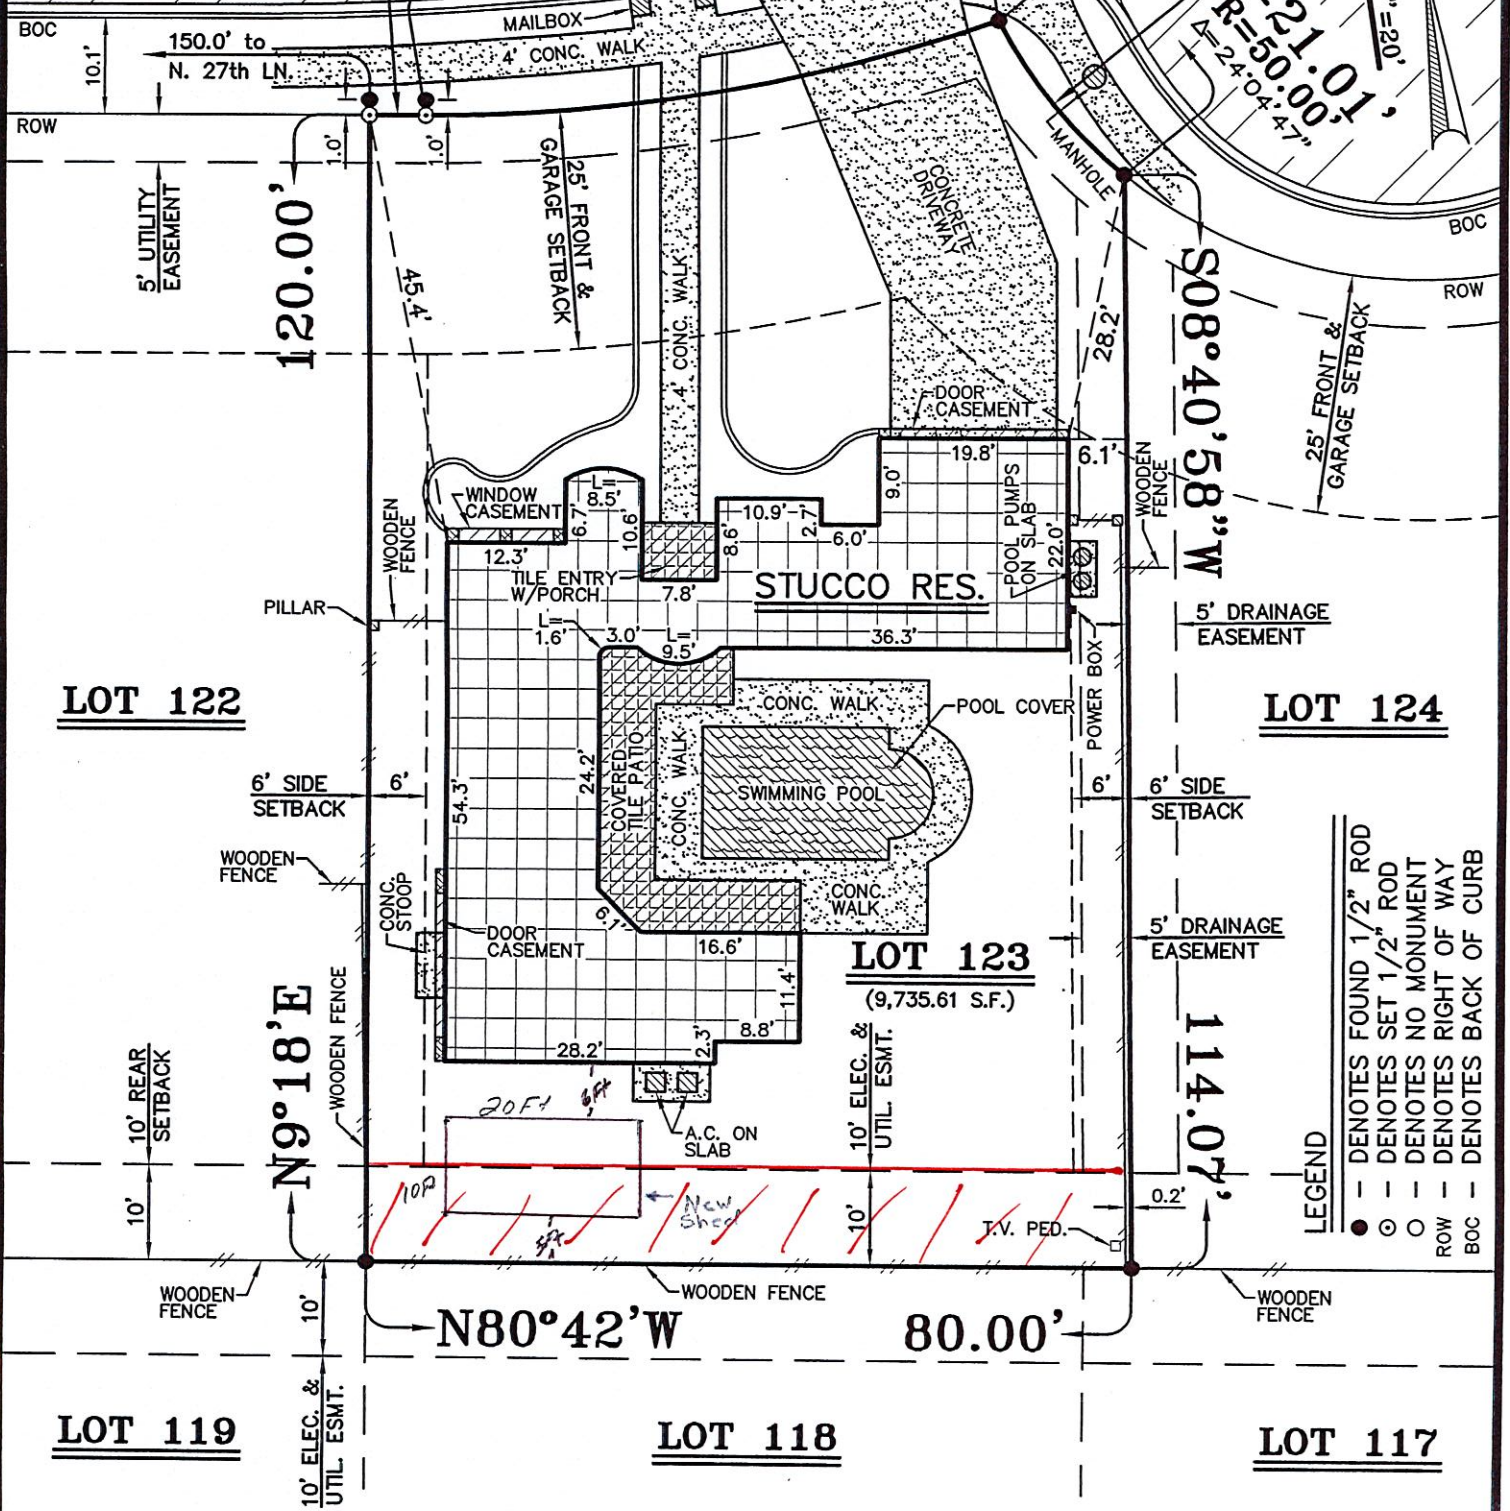 BOC
10.1'
150.0' to
N. 27th LN.
MAILBOX
4' CONC. WALK
ROW
1.0'
1.0'
5' UTILITY
EASEMENT
120.00'
45.4'
25' FRONT &
GARAGE SETBACK
4' CONC. WALK
CONCRETE
DRIVEWAY
MANHOLE
21.01'
R=50.00'
Δ=24°04'47"
"=20'
BOC
ROW
28.2'
S08°40'58"W
25' FRONT &
GARAGE SETBACK
DOOR
CASEMENT
19.8'
6.1'
9.0'
WOODEN
FENCE
WINDOW
CASEMENT
L=
8.5'
6.7'
10.6'
12.3'
8.6'
10.9'
2.7'
6.0'
POOL PUMPS
ON SLAB
22.0'
WOODEN
FENCE
TILE ENTRY
W/PORCH
7.8'
STUCCO RES.
PILLAR
L=
1.6'
3.0'
L=
9.5'
36.3'
5' DRAINAGE
EASEMENT
POWER BOX
LOT 122
LOT 124
CONC. WALK
POOL COVER
COVERED
TILE PATIO
CONC. WALK
SWIMMING POOL
24.2'
54.3'
6' SIDE
SETBACK
6'
6'
6' SIDE
SETBACK
WOODEN
FENCE
CONC.
STOOP
CONC.
WALK
6.1'
DOOR
CASEMENT
16.6'
LOT 123
(9,735.61 S.F.)
5' DRAINAGE
EASEMENT
11.4'
8.8'
2.3'
28.2'
N9°18'E
WOODEN FENCE
114.07'
10' REAR
SETBACK
10' ELEC. &
UTIL. ESMT.
20Ft
6Ft
A.C. ON
SLAB
10'
10'
New
Shed
10'
T.V. PED.
0.2'
WOODEN
FENCE
WOODEN FENCE
WOODEN
FENCE
10'
N80°42'W
80.00'
10' ELEC. &
UTIL. ESMT.
LOT 119
LOT 118
LOT 117
LEGEND
- DENOTES FOUND 1/2" ROD
- DENOTES SET 1/2" ROD
- DENOTES NO MONUMENT
ROW - DENOTES RIGHT OF WAY
BOC - DENOTES BACK OF CURB